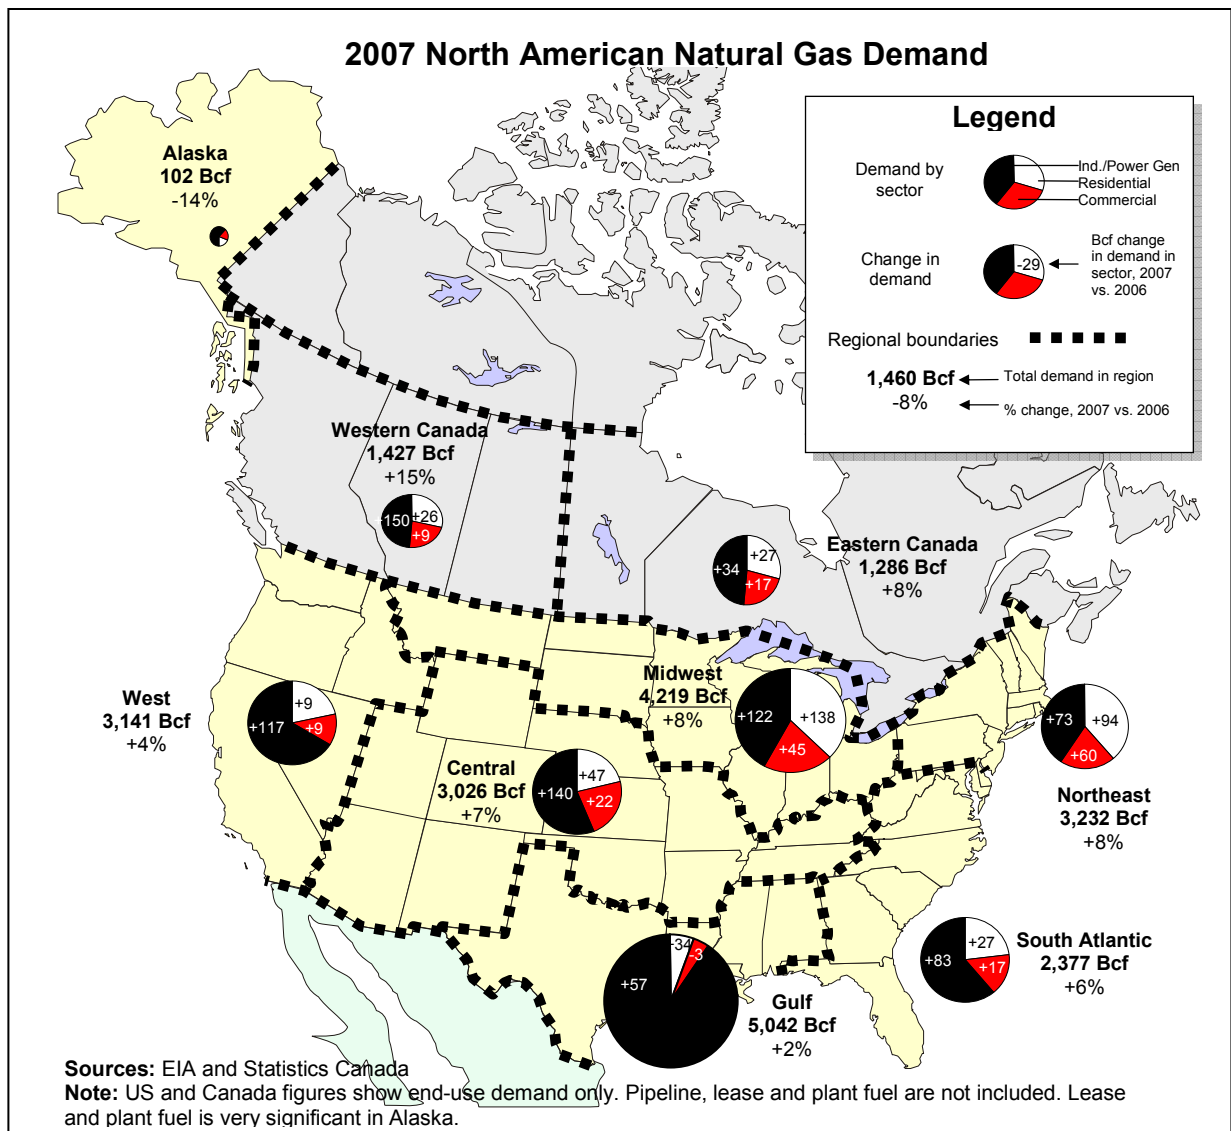 2007 North American Natural Gas Demand
Legend
Demand by
sector
Ind./Power Gen
Residential
Commercial
Change in
demand
-29
Bcf change
in demand in
sector, 2007
vs. 2006
Regional boundaries
1,460 Bcf
-8%
Total demand in region
% change, 2007 vs. 2006
Alaska
102 Bcf
-14%
Western Canada
1,427 Bcf
+15%
+150
+26
+9
Eastern Canada
1,286 Bcf
+8%
+34
+27
+17
West
3,141 Bcf
+4%
+117
+9
+9
Midwest
4,219 Bcf
+8%
+122
+138
+45
Central
3,026 Bcf
+7%
+140
+47
+22
+73
+94
+60
Northeast
3,232 Bcf
+8%
+83
+27
+17
South Atlantic
2,377 Bcf
+6%
+57
-34
-3
Gulf
5,042 Bcf
+2%
Sources: EIA and Statistics Canada
Note: US and Canada figures show end-use demand only. Pipeline, lease and plant fuel are not included. Lease
and plant fuel is very significant in Alaska.